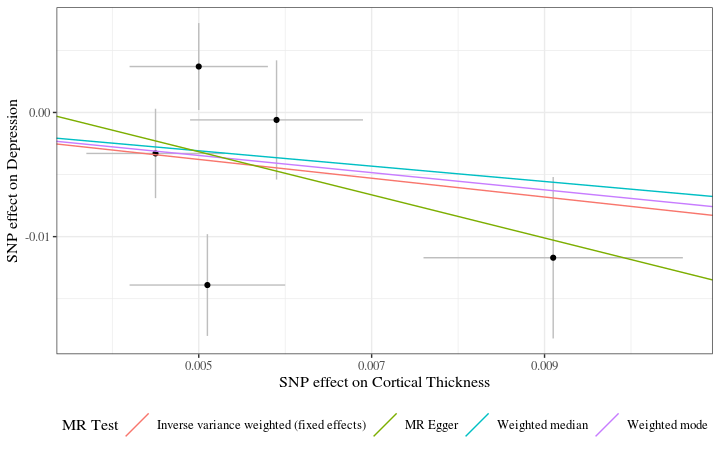 SNP effect on Depression
0.00
-0.01
0.005
0.007
0.009
SNP effect on Cortical Thickness
MR Test
Inverse variance weighted (fixed effects)
MR Egger
Weighted median
Weighted mode